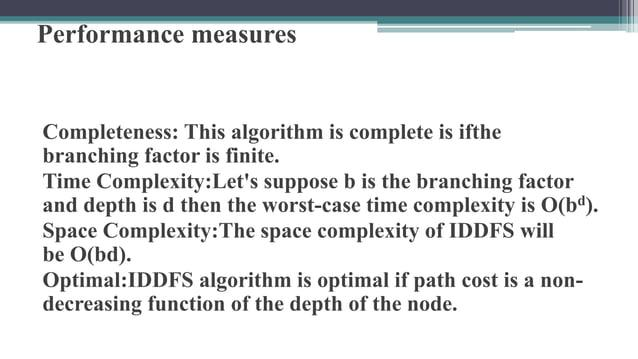 Performance measures
Completeness: This algorithm is complete is ifthe
branching factor is finite.
Time Complexity:Let's suppose b is the branching factor
and depth is d then the worst-case time complexity is O(bᵈ).
Space Complexity:The space complexity of IDDFS will
be O(bd).
Optimal:IDDFS algorithm is optimal if path cost is a non-
decreasing function of the depth of the node.